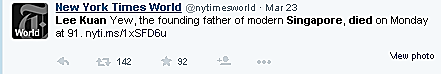 New York Times World @nytimesworld · Mar 23
Lee Kuan Yew, the founding father of modern Singapore, died on Monday
at 91. nyti.ms/1xSFD6u
World
142
92
View photo